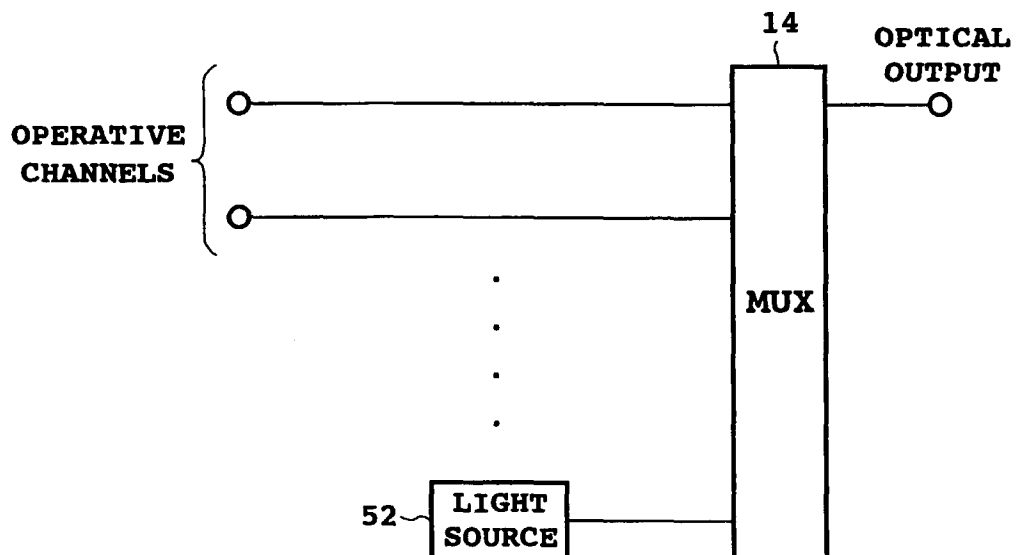 14
OPTICAL
OUTPUT
OPERATIVE
CHANNELS
MUX
52
LIGHT
SOURCE